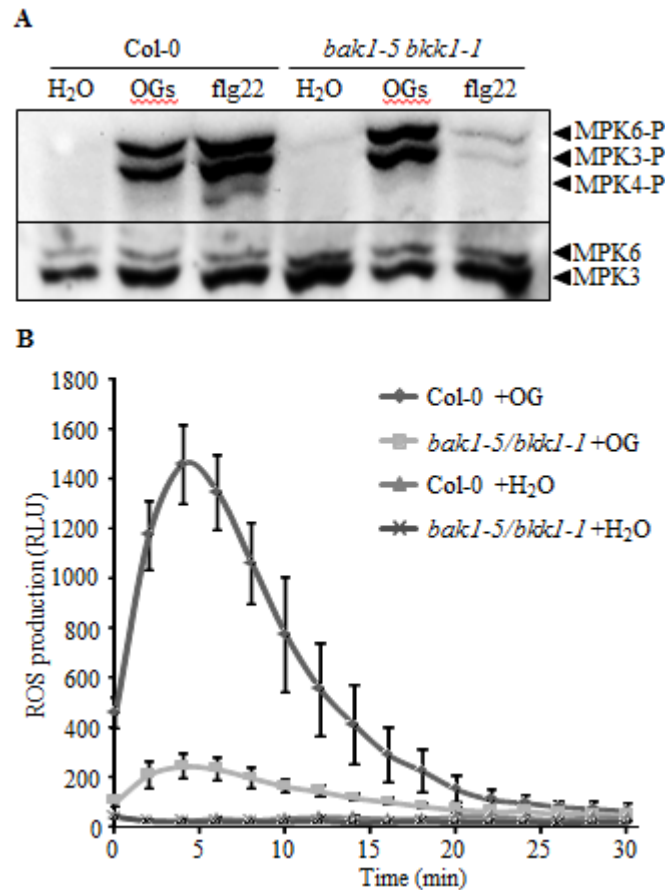 A
Col-0 bak1-5 bkk1-1
H₂O OGs flg22 H₂O OGs flg22
MPK6-P
MPK3-P
MPK4-P
MPK6
MPK3
B
1800
1600
1400
1200
1000
800
600
400
200
0
ROS production (RLU)
Col-0 +OG
bak1-5/bkk1-1 +OG
Col-0 +H₂O
bak1-5/bkk1-1 +H₂O
0 5 10 15 20 25 30
Time (min)